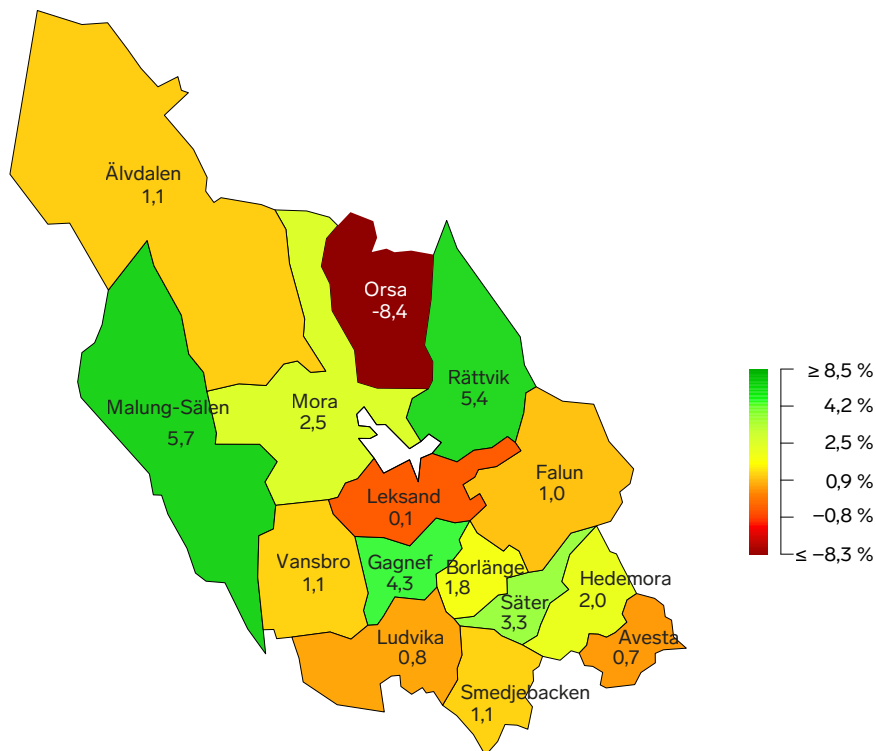 Älvdalen
1,1
Orsa
-8,4
Rättvik
5,4
Mora
2,5
Malung-Sälen
5,7
Falun
1,0
Leksand
0,1
Vansbro
1,1
Gagnef
4,3
Borlänge
1,8
Säter
3,3
Hedemora
2,0
Ludvika
0,8
Avesta
0,7
Smedjebacken
1,1
≥ 8,5 %
4,2 %
2,5 %
0,9 %
−0,8 %
≤ −8,3 %